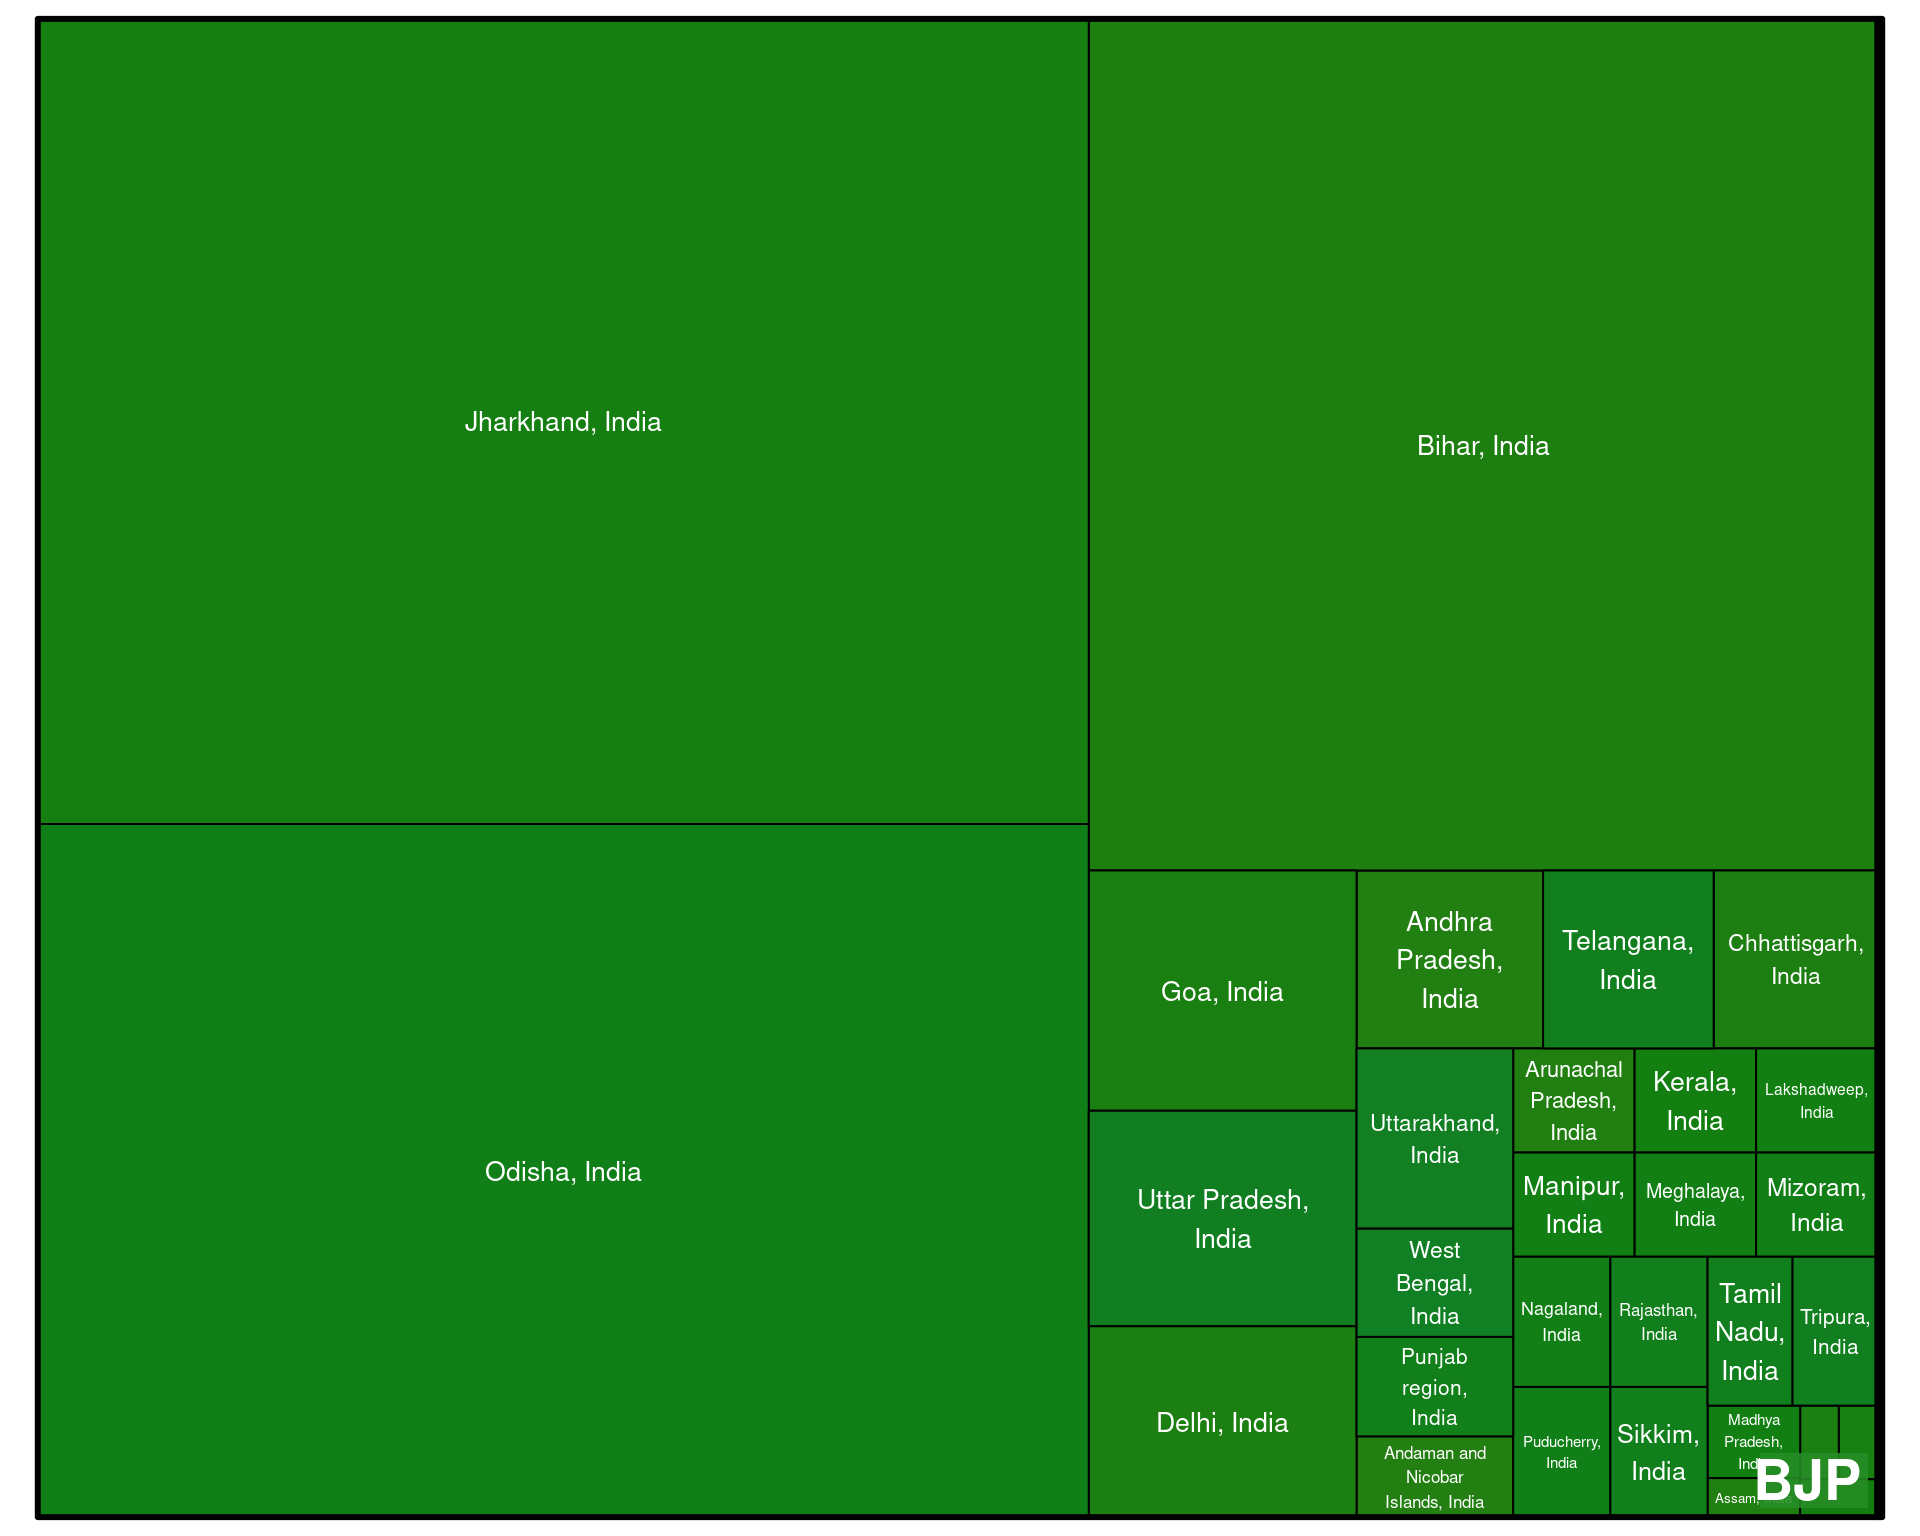 Jharkhand, India
Bihar, India
Odisha, India
Goa, India
Uttar Pradesh,
India
Delhi, India
Andhra
Pradesh,
India
Telangana,
India
Chhattisgarh,
India
Uttarakhand,
India
West
Bengal,
India
Punjab
region,
India
Andaman and
Nicobar
Islands, India
Arunachal
Pradesh,
India
Kerala,
India
Lakshadweep,
India
Manipur,
India
Meghalaya,
India
Mizoram,
India
Nagaland,
India
Rajasthan,
India
Tamil
Nadu,
India
Tripura,
India
Puducherry,
India
Sikkim,
India
Madhya
Pradesh,
India
Assam, India
BJP